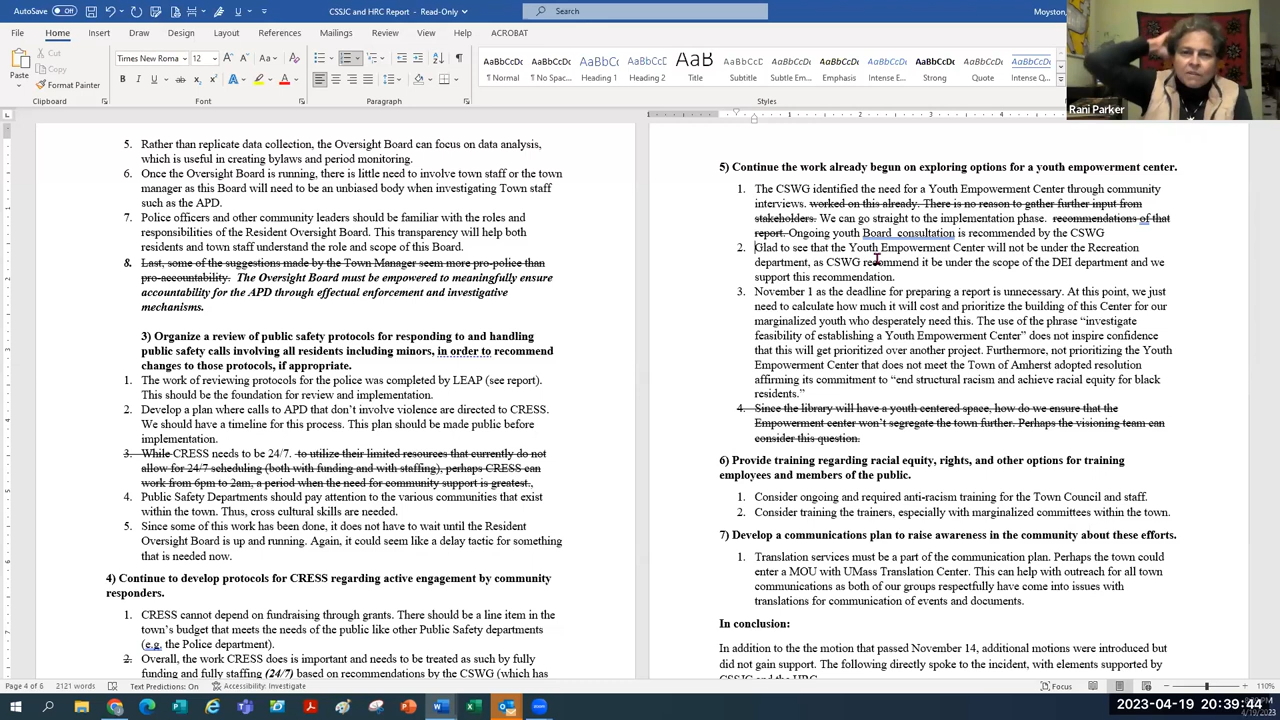 AutoSave Off CSSJC and HRC Report - Read-Only Search Moyston,
File Home Insert Draw Design Layout References Mailings Review View Help ACROBAT
Paste Cut Copy Format Painter Times New Roma 12 Normal No Spac... Heading 1 Heading 2 Title Subtitle Subtle Em... Emphasis Intense E... Strong Quote Intense Q...
Clipboard Font Paragraph Styles
Rani Parker
5. Rather than replicate data collection, the Oversight Board can focus on data analysis,
which is useful in creating bylaws and period monitoring.
6. Once the Oversight Board is running, there is little need to involve town staff or the town
manager as this Board will need to be an unbiased body when investigating Town staff
such as the APD.
7. Police officers and other community leaders should be familiar with the roles and
responsibilities of the Resident Oversight Board. This transparency will help both
residents and town staff understand the role and scope of this Board.
8. Last, some of the suggestions made by the Town Manager seem more pro-police than
pro-accountability. The Oversight Board must be empowered to meaningfully ensure
accountability for the APD through effectual enforcement and investigative
mechanisms.
3) Organize a review of public safety protocols for responding to and handling
public safety calls involving all residents including minors, in order to recommend
changes to those protocols, if appropriate.
1. The work of reviewing protocols for the police was completed by LEAP (see report).
This should be the foundation for review and implementation.
2. Develop a plan where calls to APD that don't involve violence are directed to CRESS.
We should have a timeline for this process. This plan should be made public before
implementation.
3. While CRESS needs to be 24/7. to utilize their limited resources that currently do not
allow for 24/7 scheduling (both with funding and with staffing), perhaps CRESS can
work from 6pm to 2am, a period when the need for community support is greatest.,
4. Public Safety Departments should pay attention to the various communities that exist
within the town. Thus, cross cultural skills are needed.
5. Since some of this work has been done, it does not have to wait until the Resident
Oversight Board is up and running. Again, it could seem like a delay tactic for something
that is needed now.
4) Continue to develop protocols for CRESS regarding active engagement by community
responders.
1. CRESS cannot depend on fundraising through grants. There should be a line item in the
town's budget that meets the needs of the public like other Public Safety departments
(e.g. the Police department).
2. Overall, the work CRESS does is important and needs to be treated as such by fully
funding and fully staffing (24/7) based on recommendations by the CSWG (which has
5) Continue the work already begun on exploring options for a youth empowerment center.
1. The CSWG identified the need for a Youth Empowerment Center through community
interviews. worked on this already. There is no reason to gather further input from
stakeholders. We can go straight to the implementation phase. recommendations of that
report. Ongoing youth Board consultation is recommended by the CSWG
2. Glad to see that the Youth Empowerment Center will not be under the Recreation
department, as CSWG recommend it be under the scope of the DEI department and we
support this recommendation.
3. November 1 as the deadline for preparing a report is unnecessary. At this point, we just
need to calculate how much it will cost and prioritize the building of this Center for our
marginalized youth who desperately need this. The use of the phrase “investigate
feasibility of establishing a Youth Empowerment Center” does not inspire confidence
that this will get prioritized over another project. Furthermore, not prioritizing the Youth
Empowerment Center that does not meet the Town of Amherst adopted resolution
affirming its commitment to “end structural racism and achieve racial equity for black
residents.”
4. Since the library will have a youth centered space, how do we ensure that the
Empowerment center won't segregate the town further. Perhaps the visioning team can
consider this question.
6) Provide training regarding racial equity, rights, and other options for training
employees and members of the public.
1. Consider ongoing and required anti-racism training for the Town Council and staff.
2. Consider training the trainers, especially with marginalized committees within the town.
7) Develop a communications plan to raise awareness in the community about these efforts.
1. Translation services must be a part of the communication plan. Perhaps the town could
enter a MOU with UMass Translation Center. This can help with outreach for all town
communications as both of our groups respectfully have come into issues with
translations for communication of events and documents.
In conclusion:
In addition to the the motion that passed November 14, additional motions were introduced but
did not gain support. The following directly spoke to the incident, with elements supported by
CSSJC and the HRC
Page 4 of 6 2121 words Text Predictions: On Accessibility: Investigate Focus 110%
2023-04-19 20:39:44